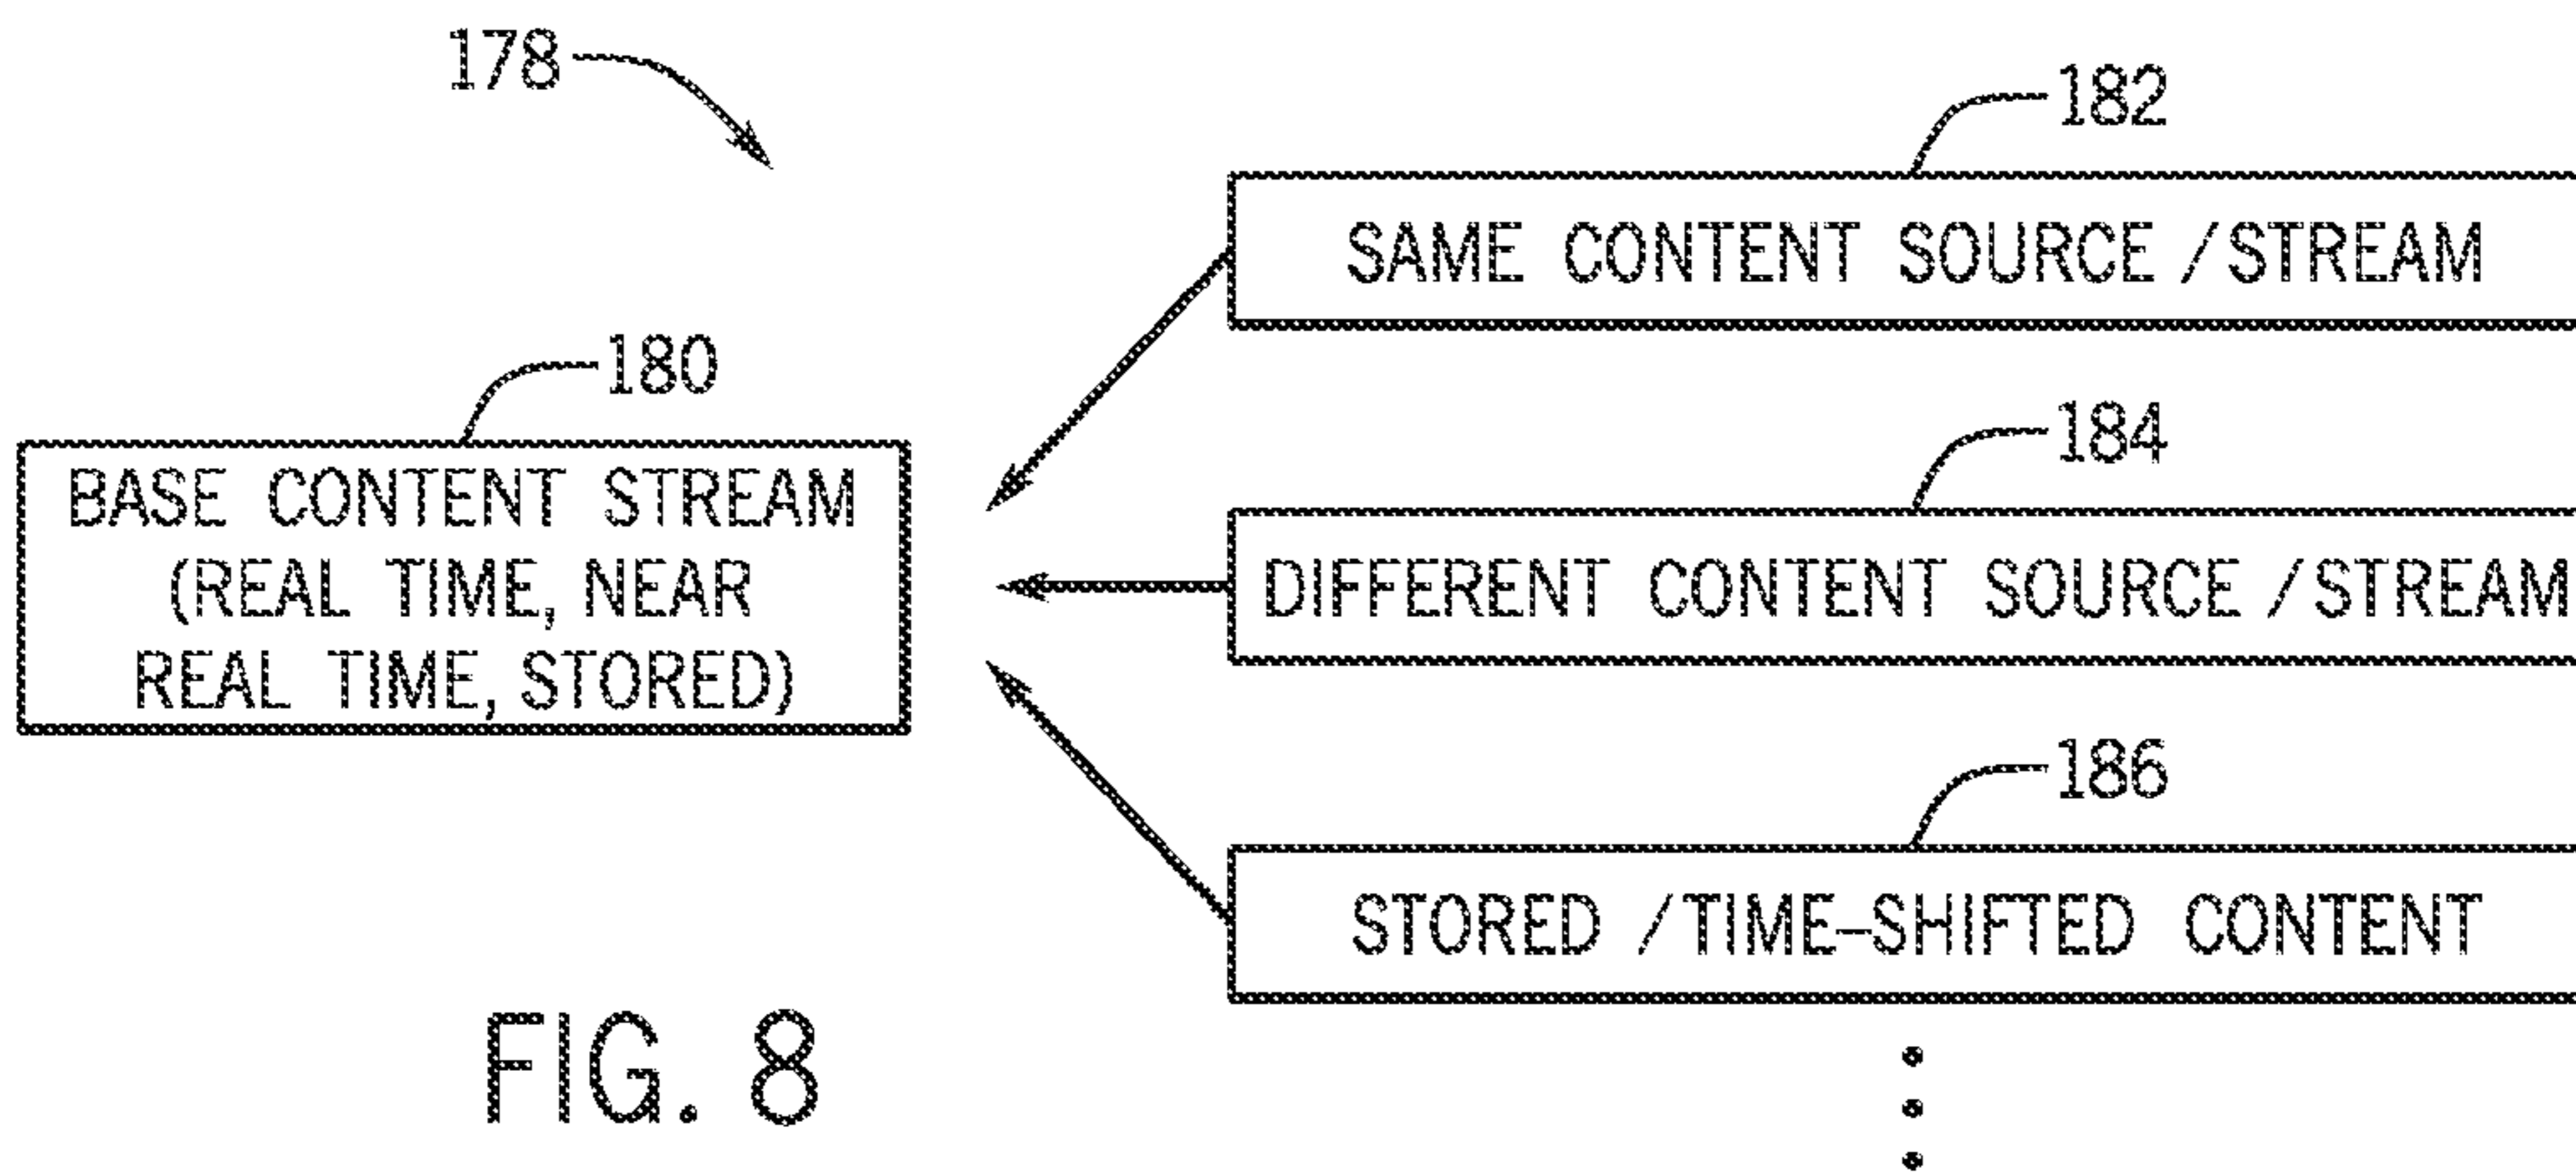 178
182
SAME CONTENT SOURCE /STREAM
180
184
BASE CONTENT STREAM
(REAL TIME, NEAR
REAL TIME, STORED)
DIFFERENT CONTENT SOURCE /STREAM
186
STORED /TIME-SHIFTED CONTENT
FIG. 8